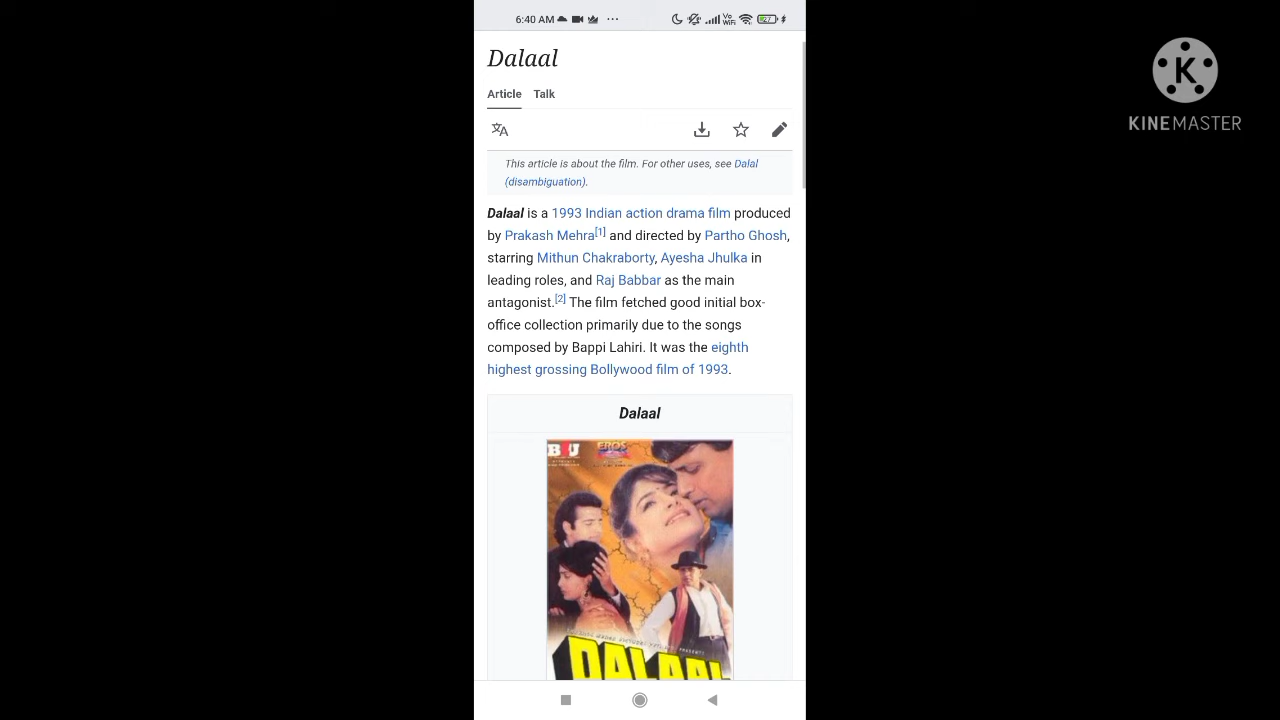 6:40 AM
Vo
WiFi
27
Dalaal
K
KINEMASTER
Article Talk
This article is about the film. For other uses, see Dalal
(disambiguation).
Dalaal is a 1993 Indian action drama film produced
by Prakash Mehra[1] and directed by Partho Ghosh,
starring Mithun Chakraborty, Ayesha Jhulka in
leading roles, and Raj Babbar as the main
antagonist.[2] The film fetched good initial box-
office collection primarily due to the songs
composed by Bappi Lahiri. It was the eighth
highest grossing Bollywood film of 1993.
Dalaal
EROS
DALAAL